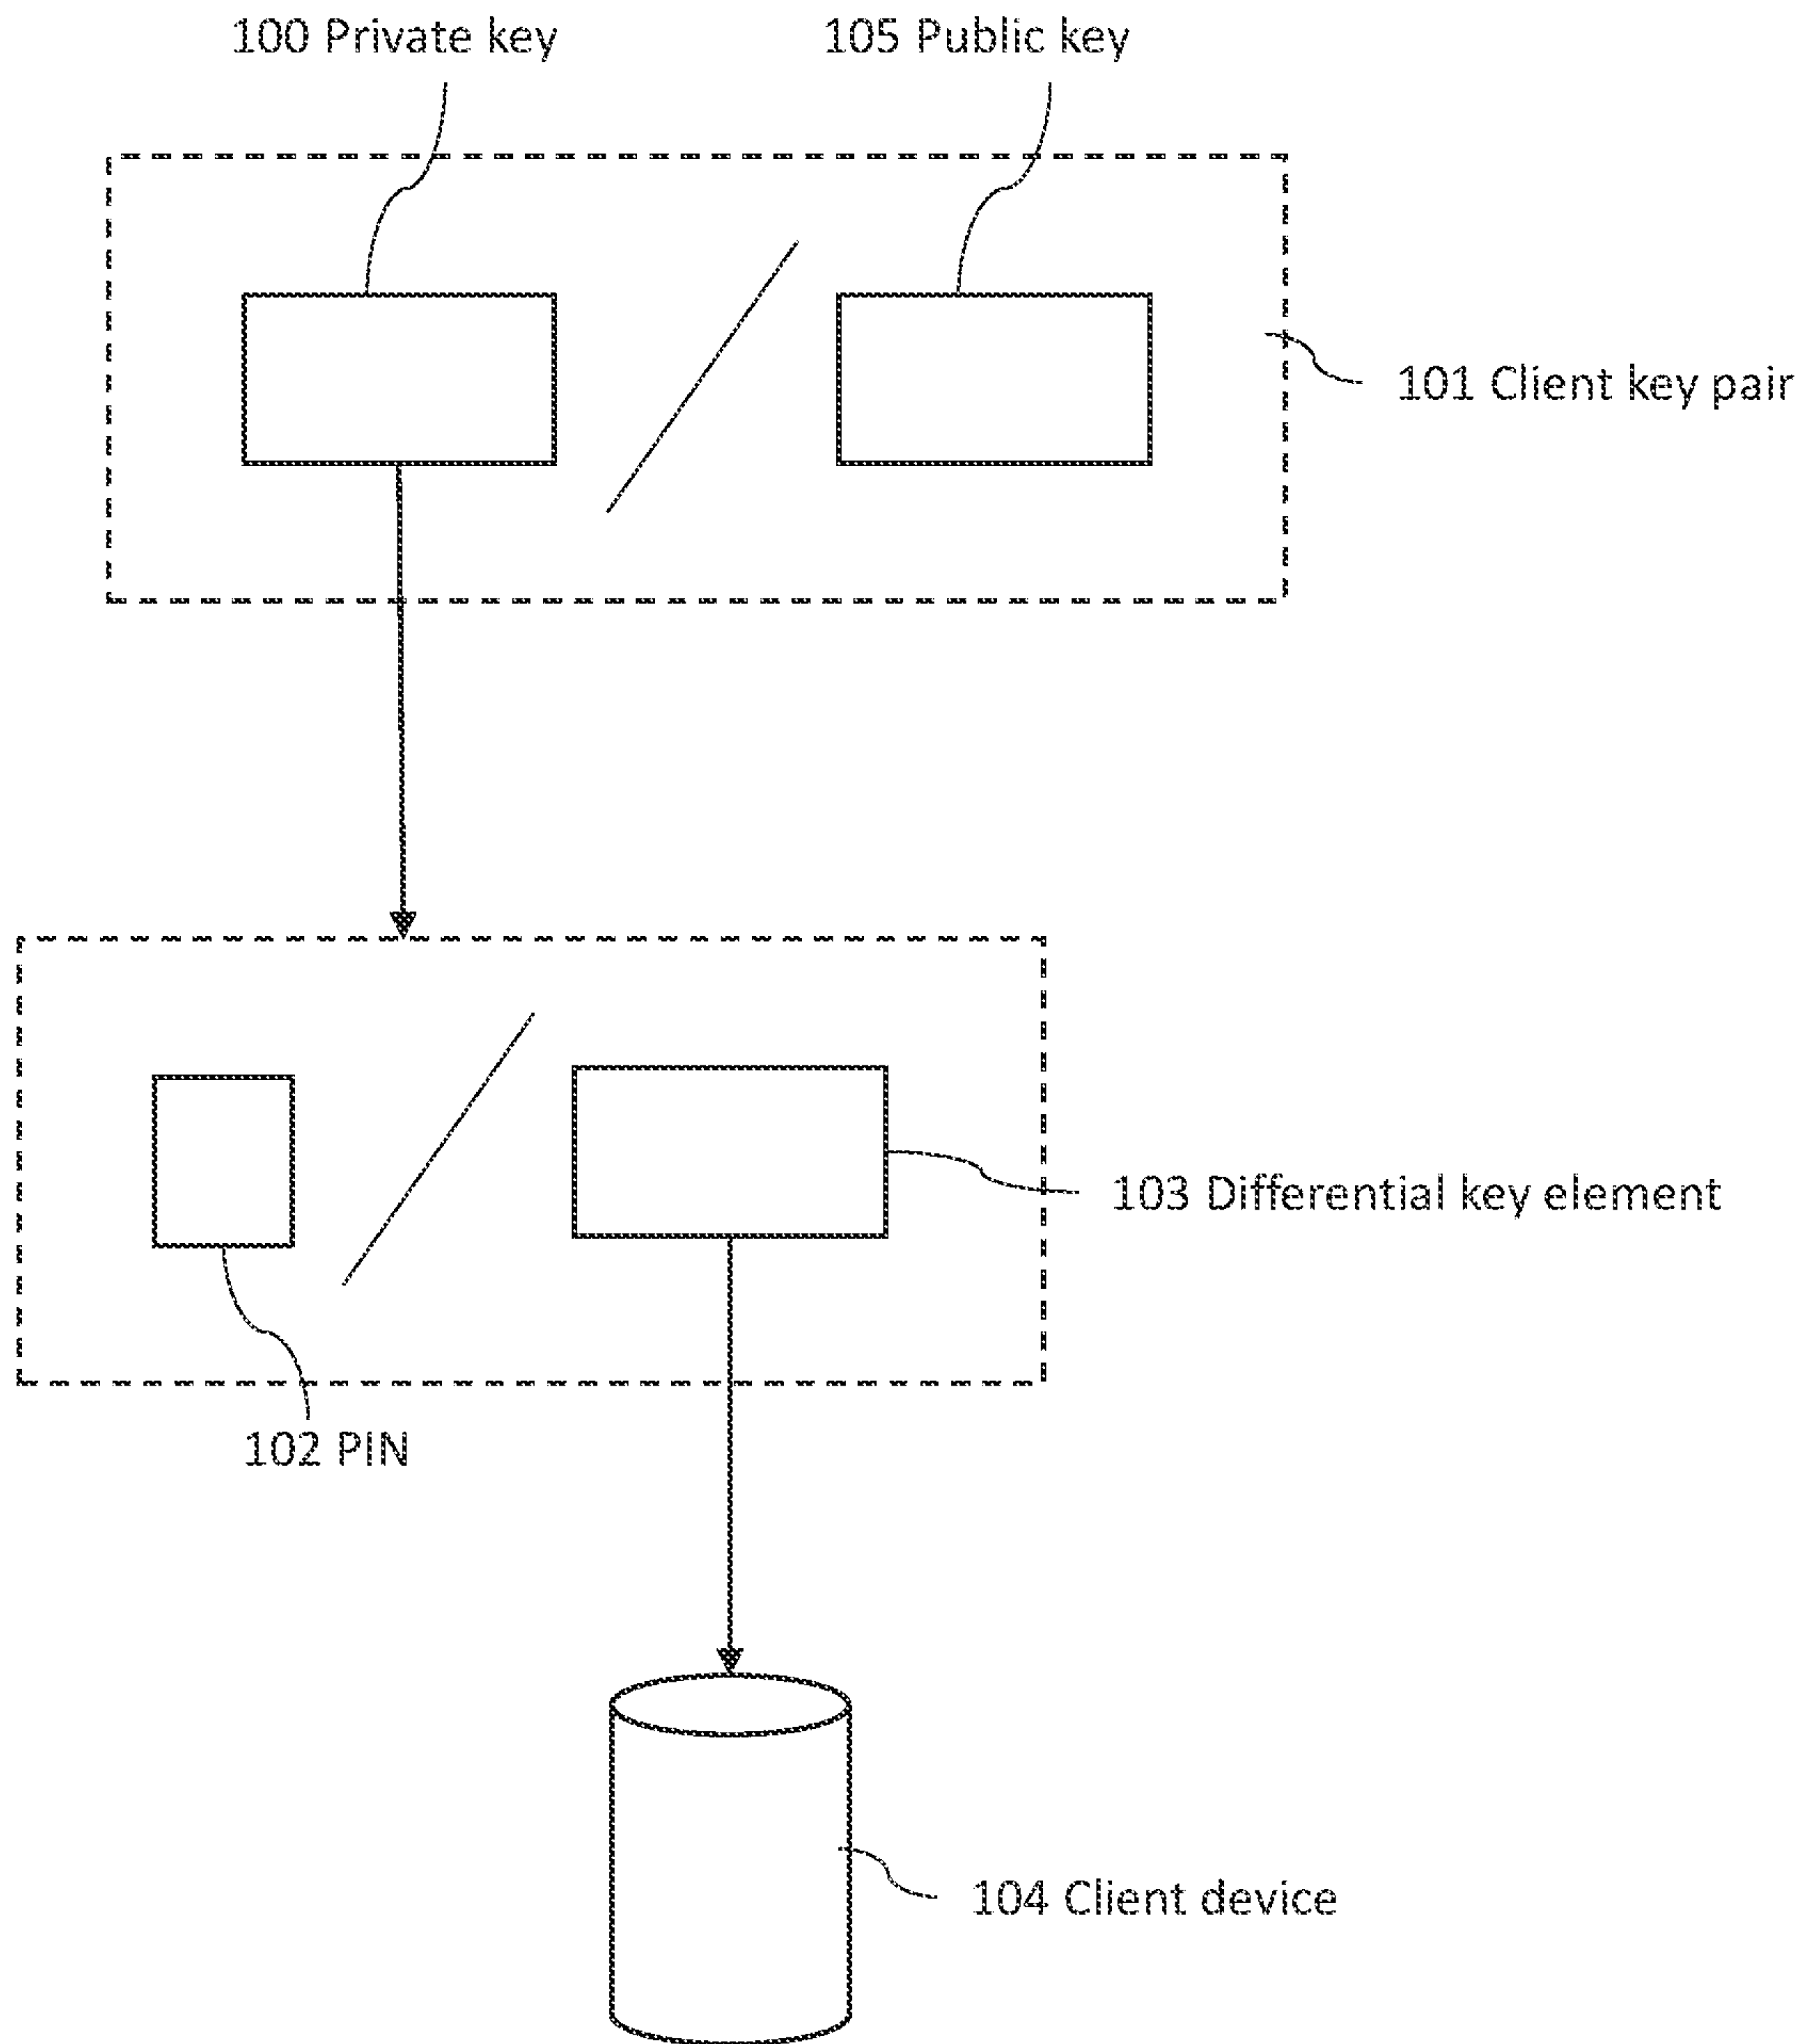 100 Private key
105 Public key
101 Client key pair
103 Differential key element
102 PIN
104 Client device